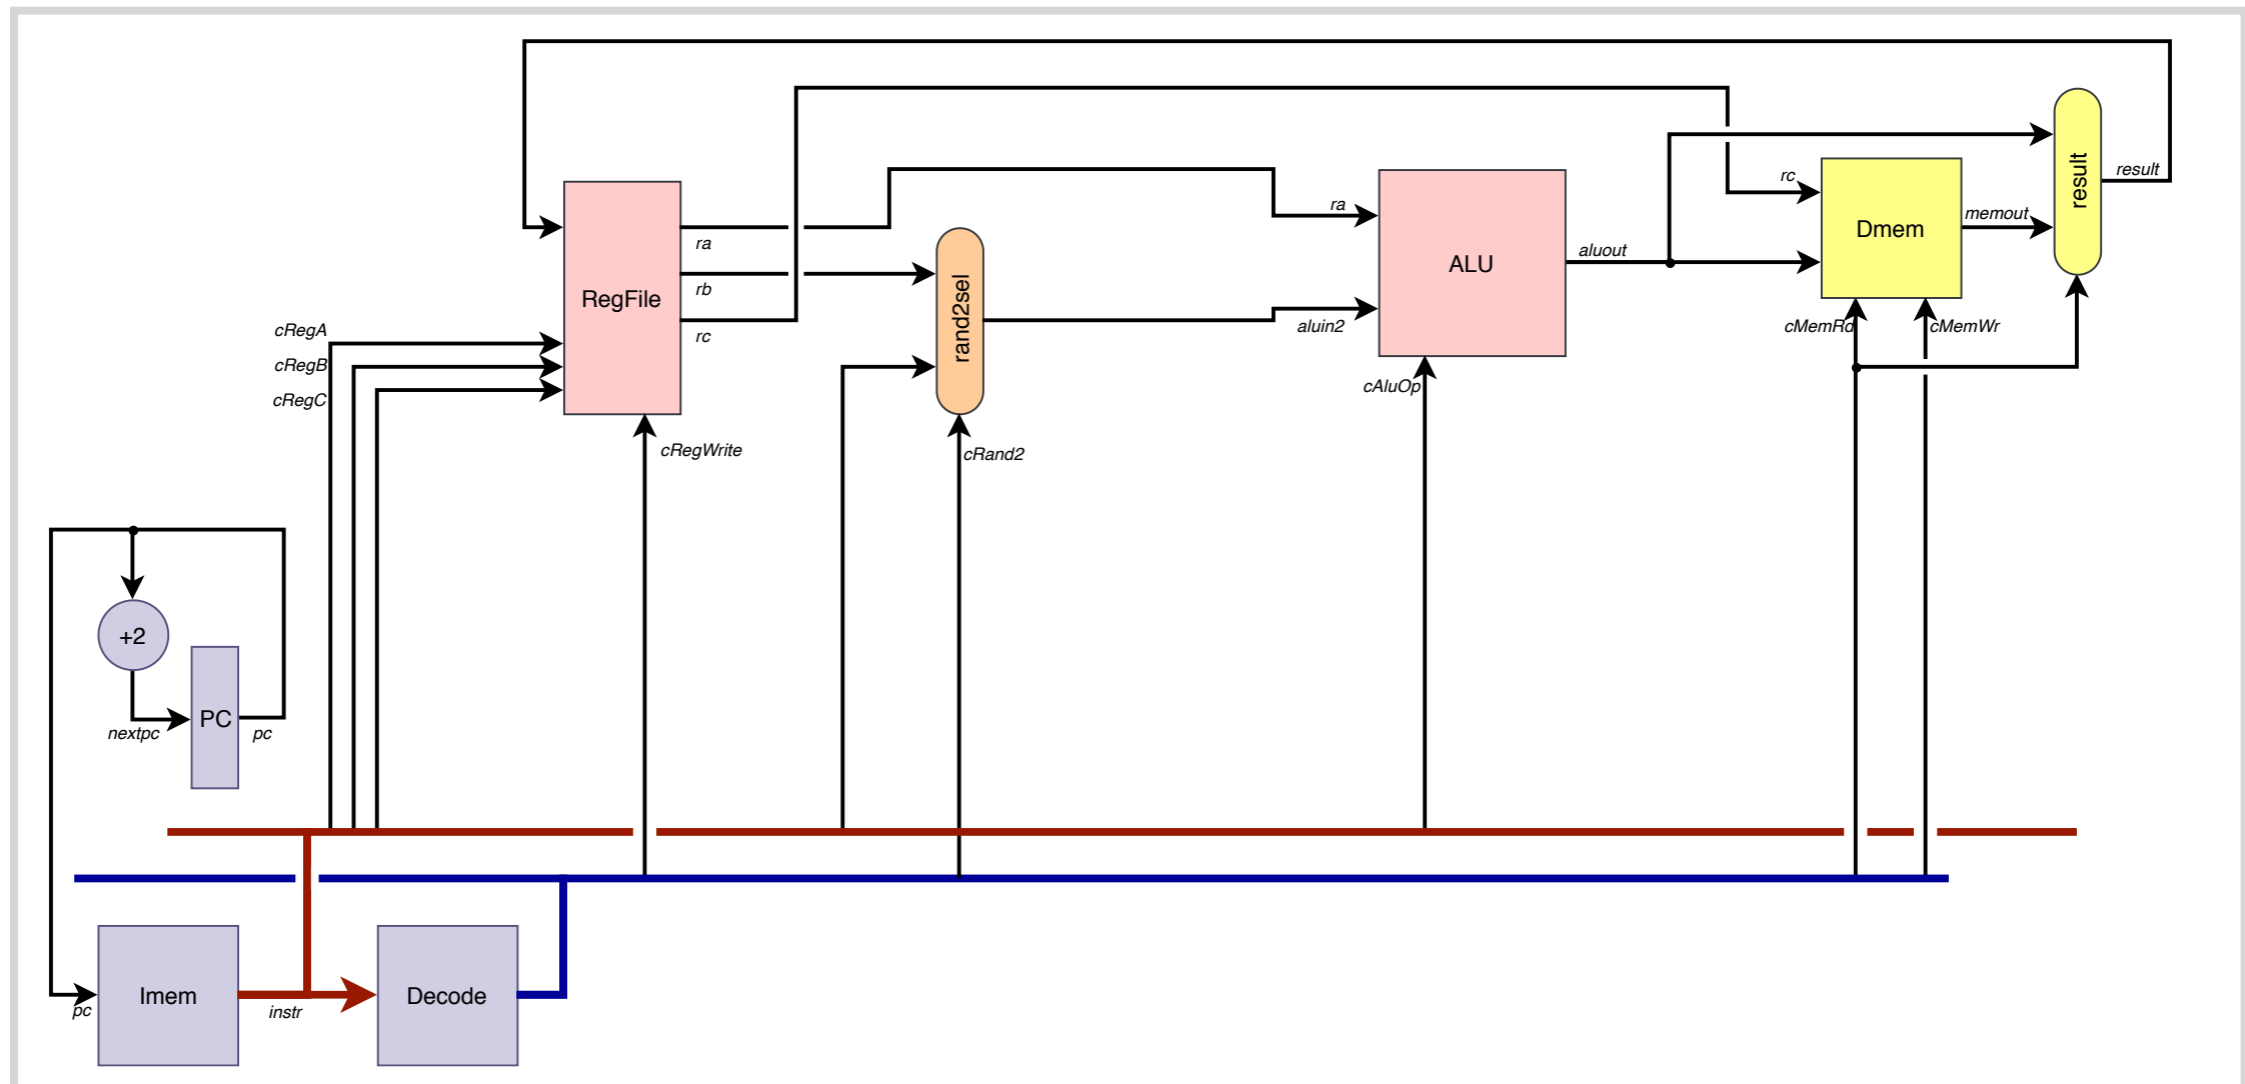 result
rc
ra
result
memout
Dmem
ra
rb
rc
RegFile
rand2sel
aluin2
ALU
aluout
cRegA
cRegB
cRegC
cMemRd
cMemWr
cAluOp
cRegWrite
cRand2
+2
PC
nextpc
pc
Imem
Decode
pc
instr